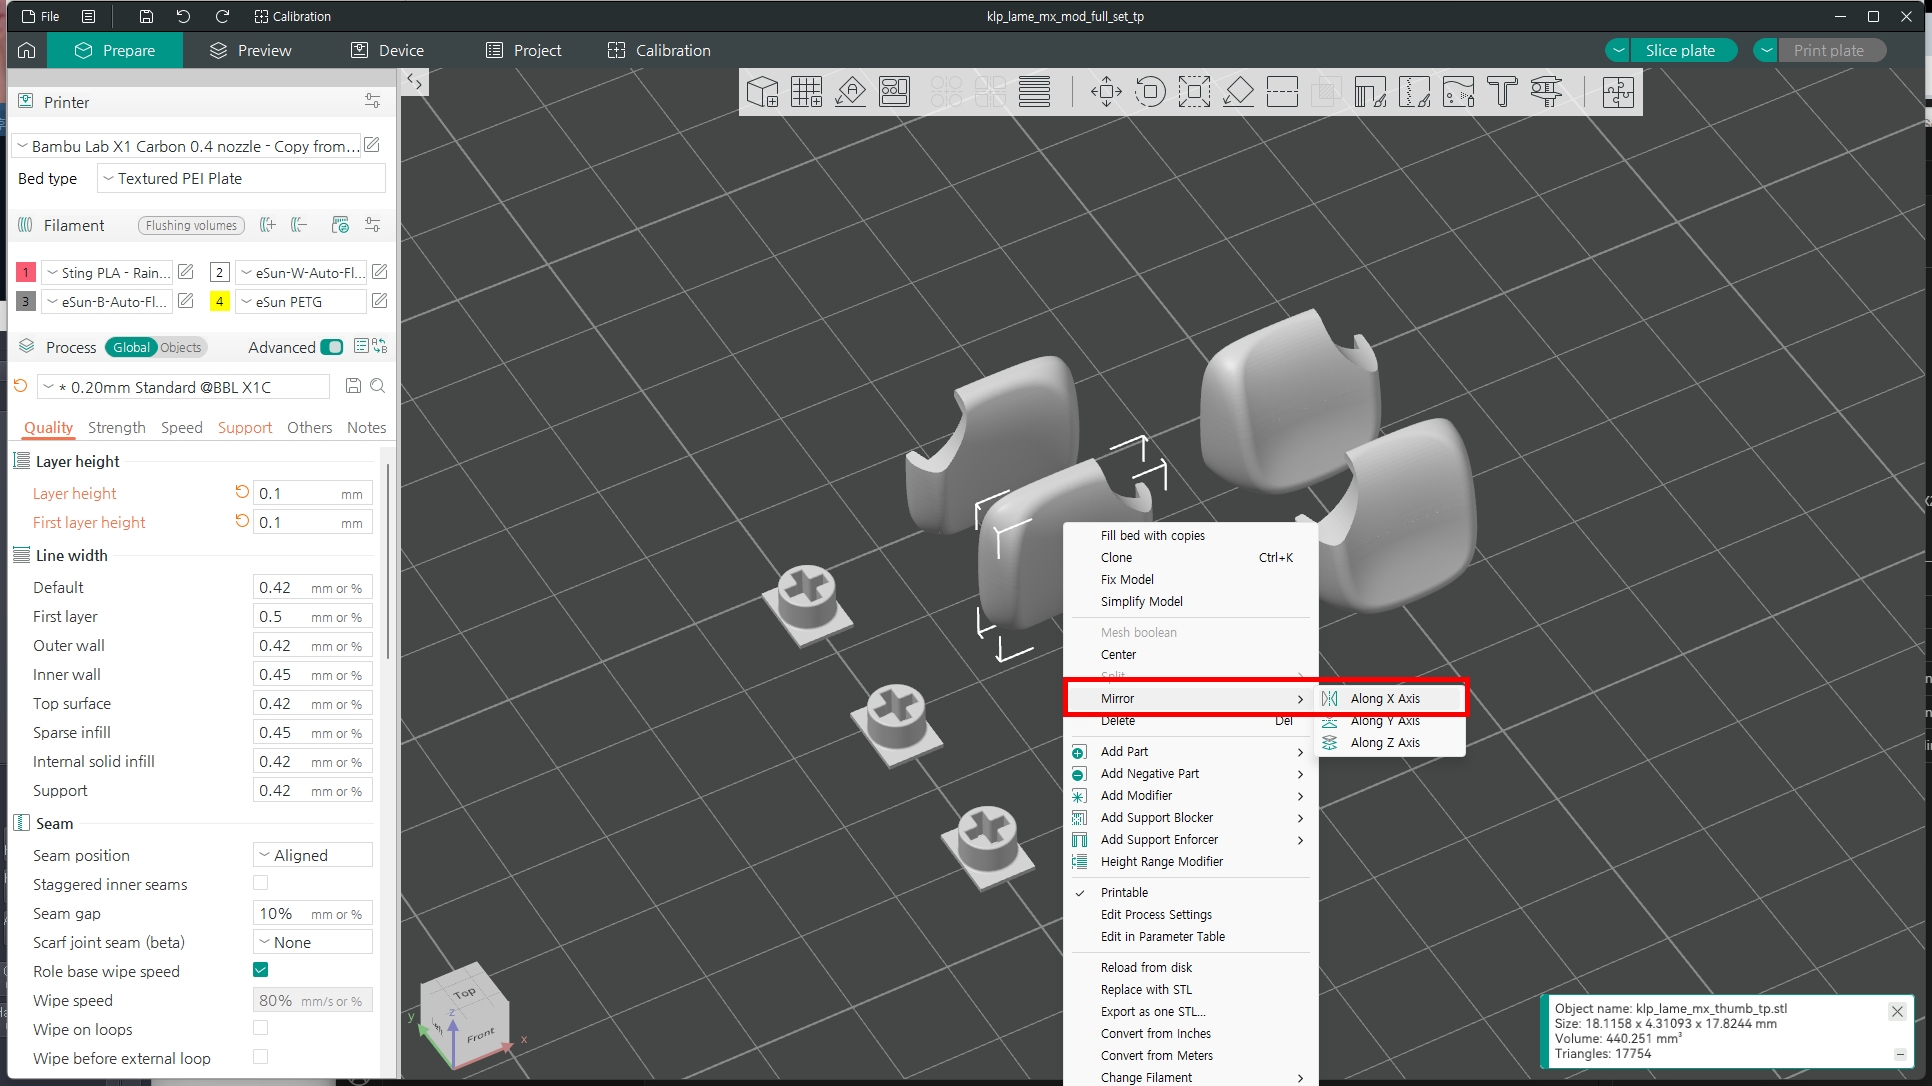 File
Calibration
klp_lame_mx_mod_full_set_tp
Prepare
Preview
Device
Project
Calibration
Slice plate
Print plate
Printer
Bambu Lab X1 Carbon 0.4 nozzle - Copy from...
Bed type
Textured PEI Plate
Filament
Flushing volumes
1 Sting PLA - Rain...
2 eSun-W-Auto-Fl...
3 eSun-B-Auto-Fl...
4 eSun PETG
Process
Global
Objects
Advanced
* 0.20mm Standard @BBL X1C
Quality
Strength
Speed
Support
Others
Notes
Layer height
Layer height 0.1 mm
First layer height 0.1 mm
Line width
Default 0.42 mm or %
First layer 0.5 mm or %
Outer wall 0.42 mm or %
Inner wall 0.45 mm or %
Top surface 0.42 mm or %
Sparse infill 0.45 mm or %
Internal solid infill 0.42 mm or %
Support 0.42 mm or %
Seam
Seam position Aligned
Staggered inner seams
Seam gap 10% mm or %
Scarf joint seam (beta) None
Role base wipe speed
Wipe speed 80% mm/s or %
Wipe on loops
Wipe before external loop
Fill bed with copies
Clone Ctrl+K
Fix Model
Simplify Model
Mesh boolean
Center
Split
Mirror
Delete Del
Along X Axis
Along Y Axis
Along Z Axis
Add Part
Add Negative Part
Add Modifier
Add Support Blocker
Add Support Enforcer
Height Range Modifier
Printable
Edit Process Settings
Edit in Parameter Table
Reload from disk
Replace with STL
Export as one STL...
Convert from Inches
Convert from Meters
Change Filament
Top
Left
Front
x
y
z
Object name: klp_lame_mx_thumb_tp.stl
Size: 18.1158 x 4.31093 x 17.8244 mm
Volume: 440.251 mm³
Triangles: 17754